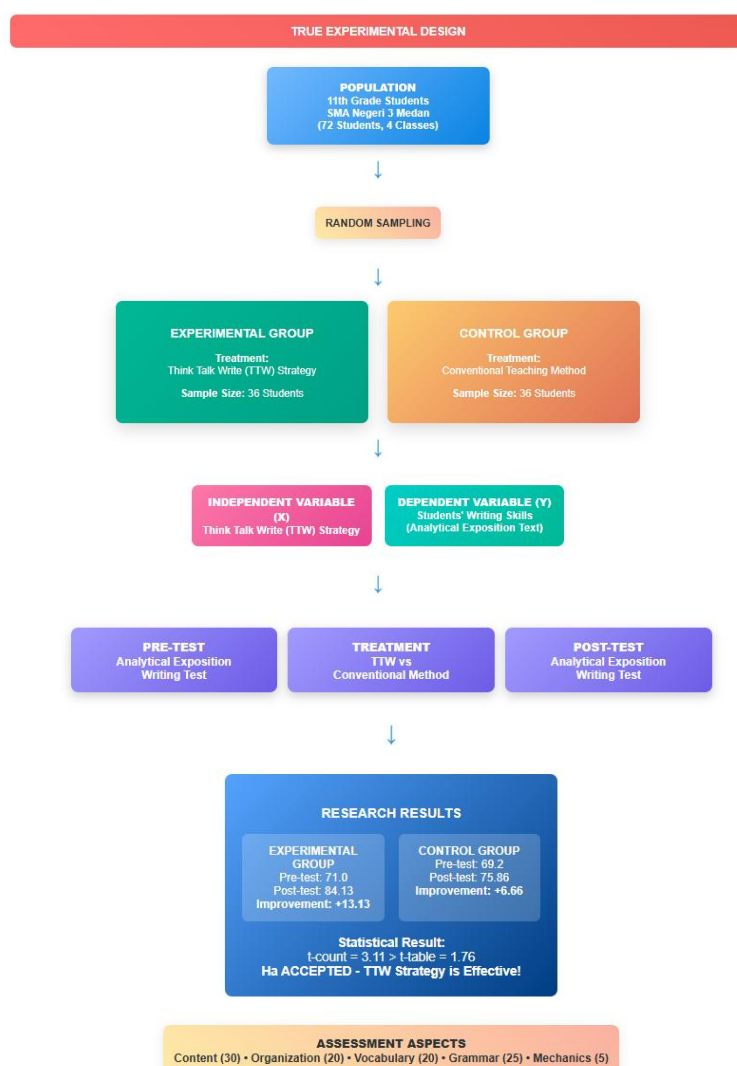 TRUE EXPERIMENTAL DESIGN
POPULATION
11th Grade Students
SMA Negeri 3 Medan
(72 Students, 4 Classes)
↓
RANDOM SAMPLING
↓
EXPERIMENTAL GROUP
Treatment:
Think Talk Write (TTW) Strategy
Sample Size: 36 Students
CONTROL GROUP
Treatment:
Conventional Teaching Method
Sample Size: 36 Students
↓
INDEPENDENT VARIABLE
(X)
Think Talk Write (TTW) Strategy
DEPENDENT VARIABLE (Y)
Students' Writing Skills
(Analytical Exposition Text)
↓
PRE-TEST
Analytical Exposition
Writing Test
TREATMENT
TTW vs
Conventional Method
POST-TEST
Analytical Exposition
Writing Test
↓
RESEARCH RESULTS
EXPERIMENTAL
GROUP
Pre-test: 71.0
Post-test: 84.13
Improvement: +13.13
CONTROL GROUP
Pre-test: 69.2
Post-test: 75.86
Improvement: +6.66
Statistical Result:
t-count = 3.11 > t-table = 1.76
Ha ACCEPTED - TTW Strategy is Effective!
ASSESSMENT ASPECTS
Content (30) • Organization (20) • Vocabulary (20) • Grammar (25) • Mechanics (5)